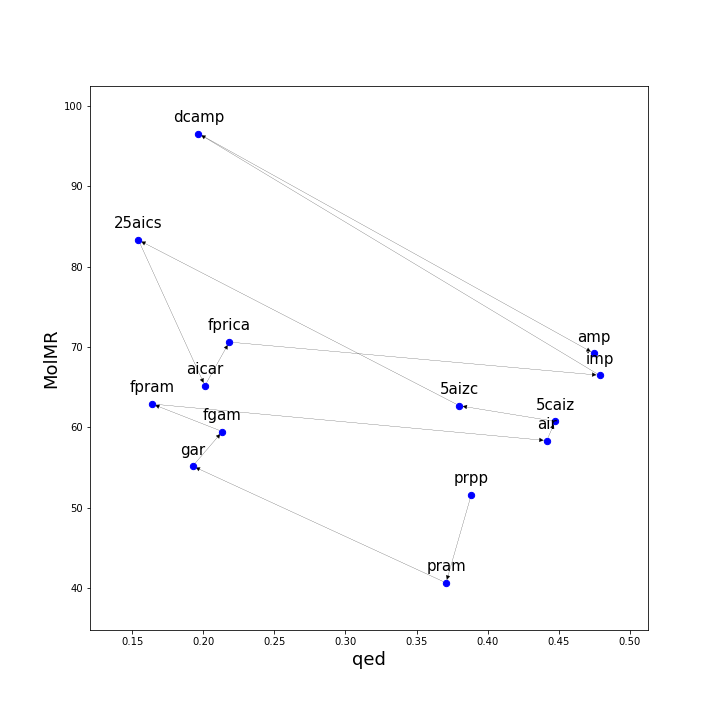 100
90
80
70
60
50
40
MolMR
dcamp
25aics
fprica
amp
imp
aicar
fpram
5aizc
fgam
5caiz
air
gar
prpp
pram
0.15
0.20
0.25
0.30
0.35
0.40
0.45
0.50
qed